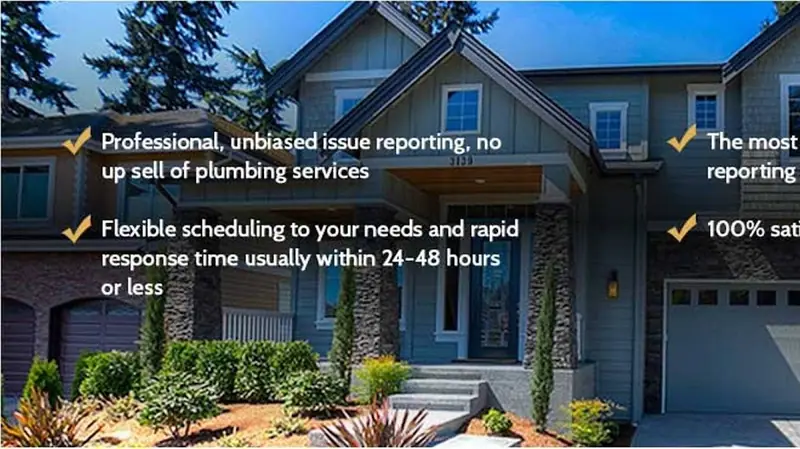 Professional, unbiased issue reporting, no
up sell of plumbing services
Flexible scheduling to your needs and rapid
response time usually within 24-48 hours
or less
The most
reporting
100% sati
3139